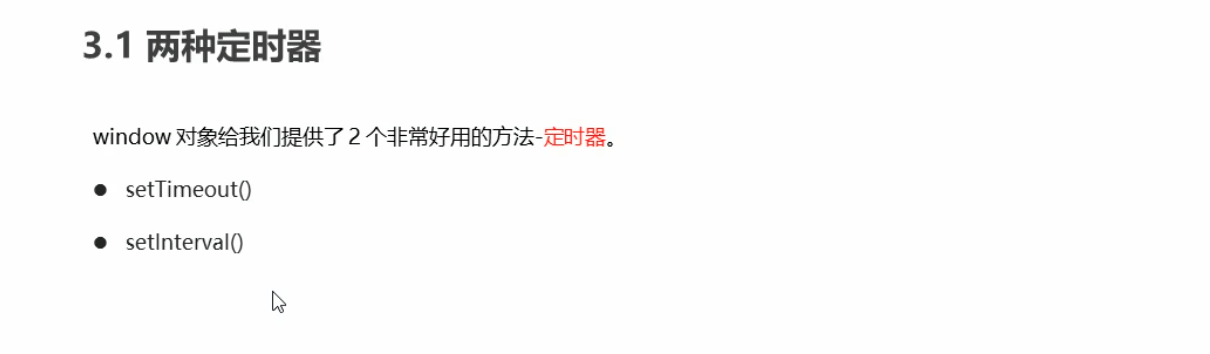 3.1 两种定时器
window 对象给我们提供了 2 个非常好用的方法-定时器。
● setTimeout()
● setInterval()